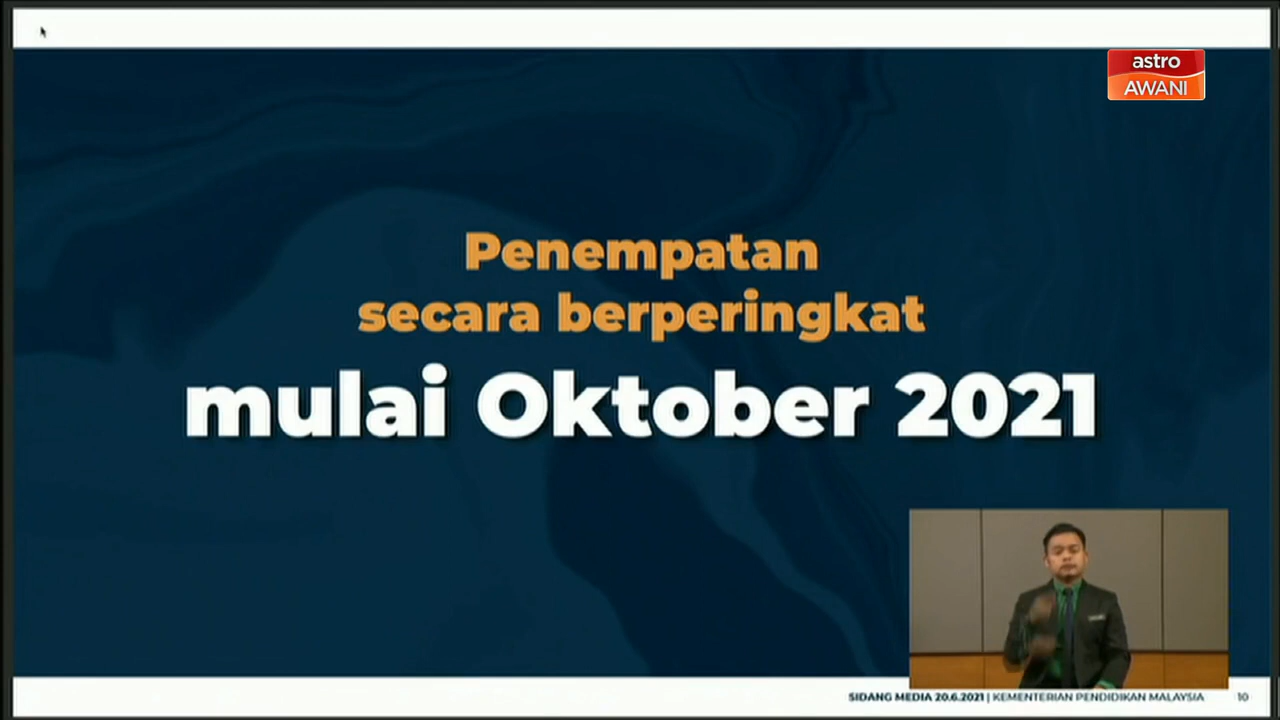 astro
AWANI
Penempatan
secara berperingkat
mulai Oktober 2021
SIDANG MEDIA 20.6.2021 | KEMENTERIAN PENDIDIKAN MALAYSIA 10